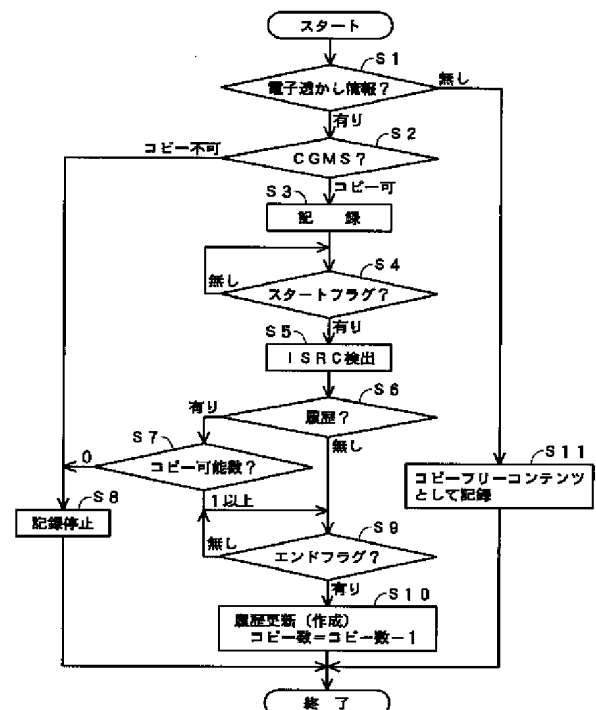 スタート
S1
電子透かし情報?
無し
有り
S2
コピー不可
CGMS?
コピー可
S3
記 録
S4
無し
スタートフラグ?
有り
S5
ISRC検出
S6
有り
履歴?
S7
無し
0
コピー可能数?
S11
コピーフリーコンテンツ
として記録
S8
1以上
記録停止
S9
無し
エンドフラグ?
有り
S10
履歴更新(作成)
コピー数=コピー数-1
終 了